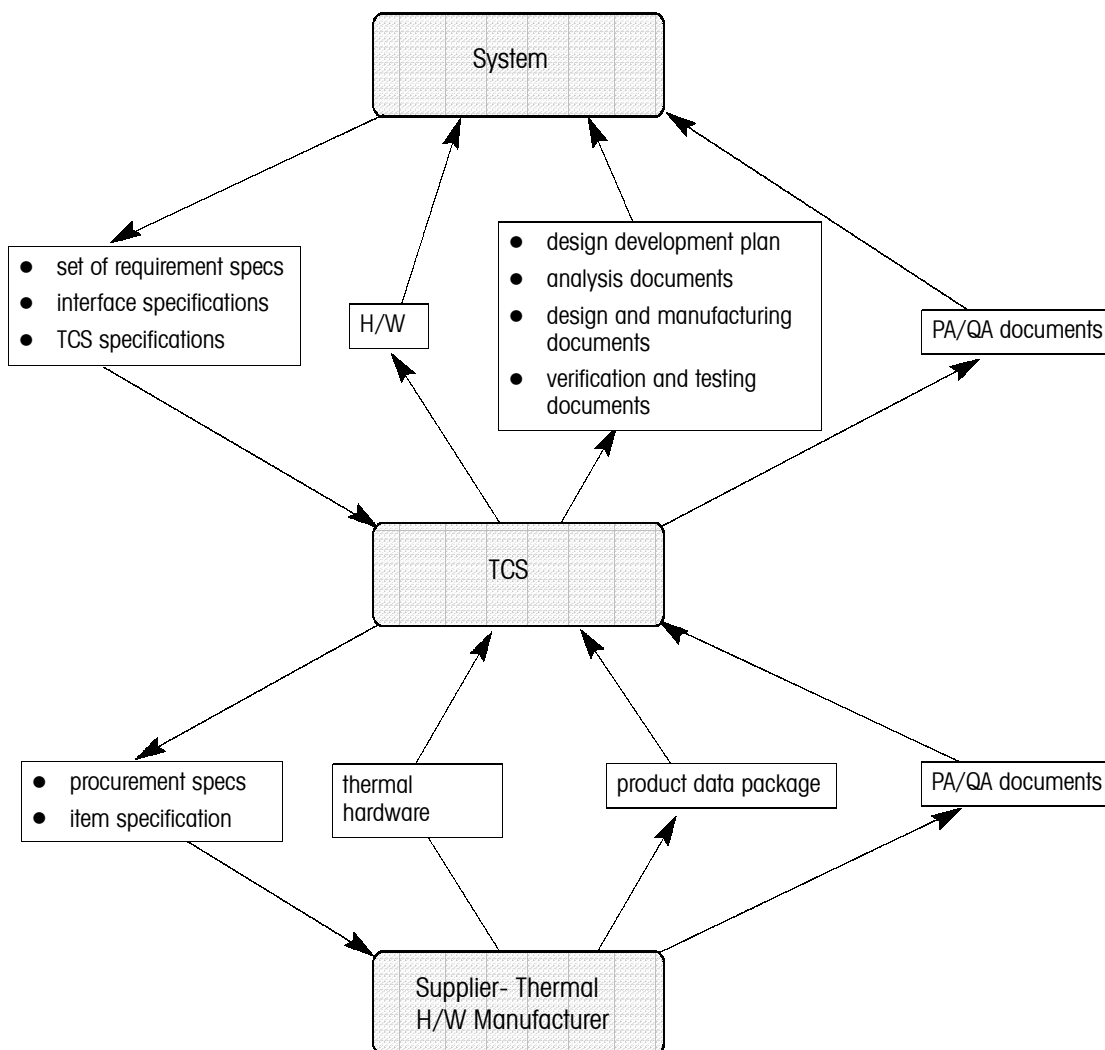 System
● set of requirement specs
● interface specifications
● TCS specifications
H/W
● design development plan
● analysis documents
● design and manufacturing
documents
● verification and testing
documents
PA/QA documents
TCS
● procurement specs
● item specification
thermal
hardware
product data package
PA/QA documents
Supplier- Thermal
H/W Manufacturer